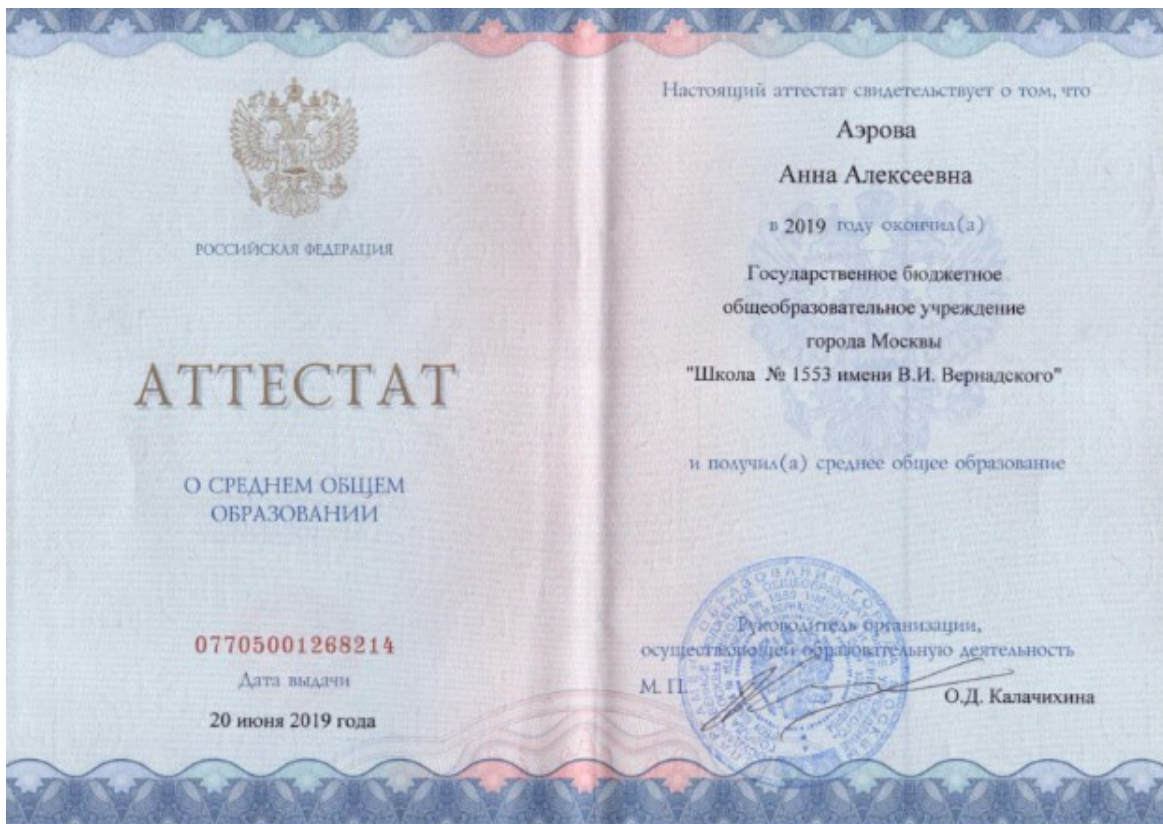 РОССИЙСКАЯ ФЕДЕРАЦИЯ
АТТЕСТАТ
О СРЕДНЕМ ОБЩЕМ
ОБРАЗОВАНИИ
07705001268214
Дата выдачи
20 июня 2019 года
Настоящий аттестат свидетельствует о том, что
Аэрова
Анна Алексеевна
в 2019 году окончил(а)
Государственное бюджетное
общеобразовательное учреждение
города Москвы
"Школа № 1553 имени В.И. Вернадского"
и получил(а) среднее общее образование
Руководитель организации,
осуществляющей образовательную деятельность
М. П.
О.Д. Калачихина